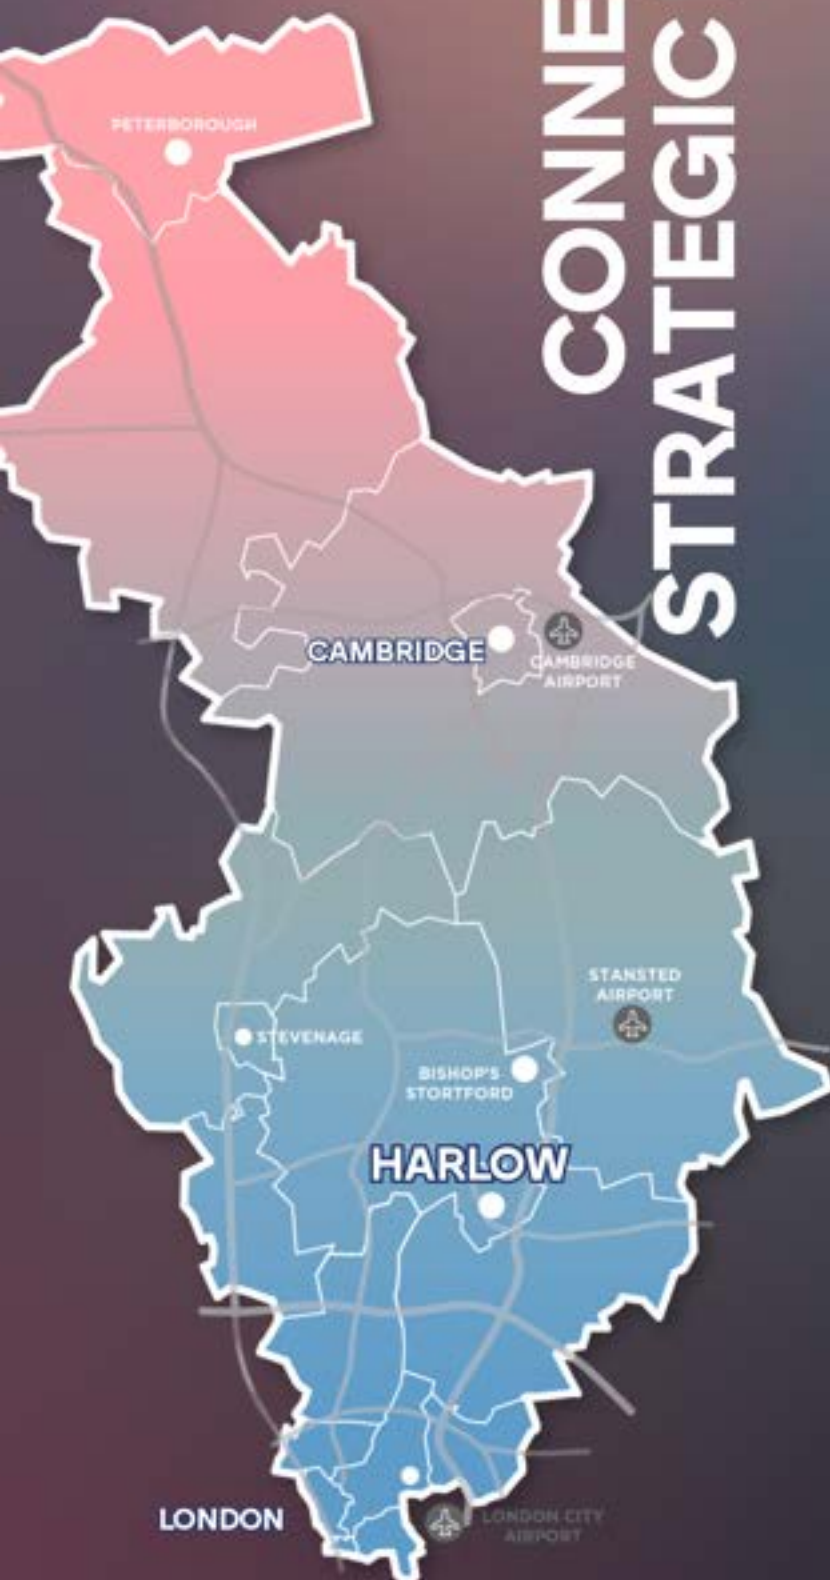 CONNE
STRATEGIC
PETERBOROUGH
CAMBRIDGE
CAMBRIDGE
AIRPORT
STANSTED
AIRPORT
STEVENAGE
BISHOP'S
STORTFORD
HARLOW
LONDON
LONDON CITY
AIRPORT